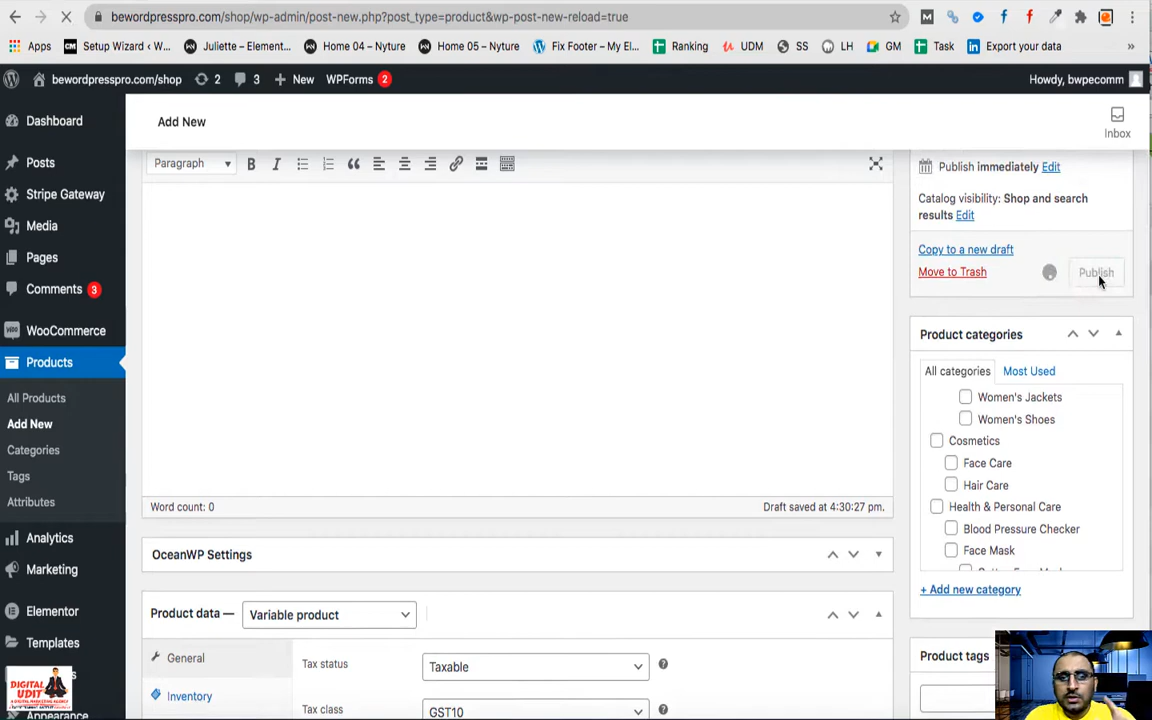 bewordpresspro.com/shop/wp-admin/post-new.php?post_type=product&wp-post-new-reload=true
Apps
CM Setup Wizard ‹ W...
Juliette – Element...
Home 04 – Nyture
Home 05 – Nyture
Fix Footer – My El...
Ranking
UDM
SS
LH
GM
Task
Export your data
»
bewordpresspro.com/shop
2
3
New
WPForms 2
Howdy, bwpecomm
Dashboard
Posts
Stripe Gateway
Media
Pages
Comments 3
WooCommerce
Products
All Products
Add New
Categories
Tags
Attributes
Analytics
Marketing
Elementor
Templates
Appearance
DIGITAL
UDIT
A DIGITAL MARKETING AGENCY
Add New
Inbox
Paragraph
B I
Word count: 0
Draft saved at 4:30:27 pm.
OceanWP Settings
Product data — Variable product
General
Inventory
Tax status
Taxable
Tax class
GST10
Publish immediately Edit
Catalog visibility: Shop and search
results Edit
Copy to a new draft
Move to Trash
Publish
Product categories
All categories
Most Used
Women's Jackets
Women's Shoes
Cosmetics
Face Care
Hair Care
Health & Personal Care
Blood Pressure Checker
Face Mask
+ Add new category
Product tags